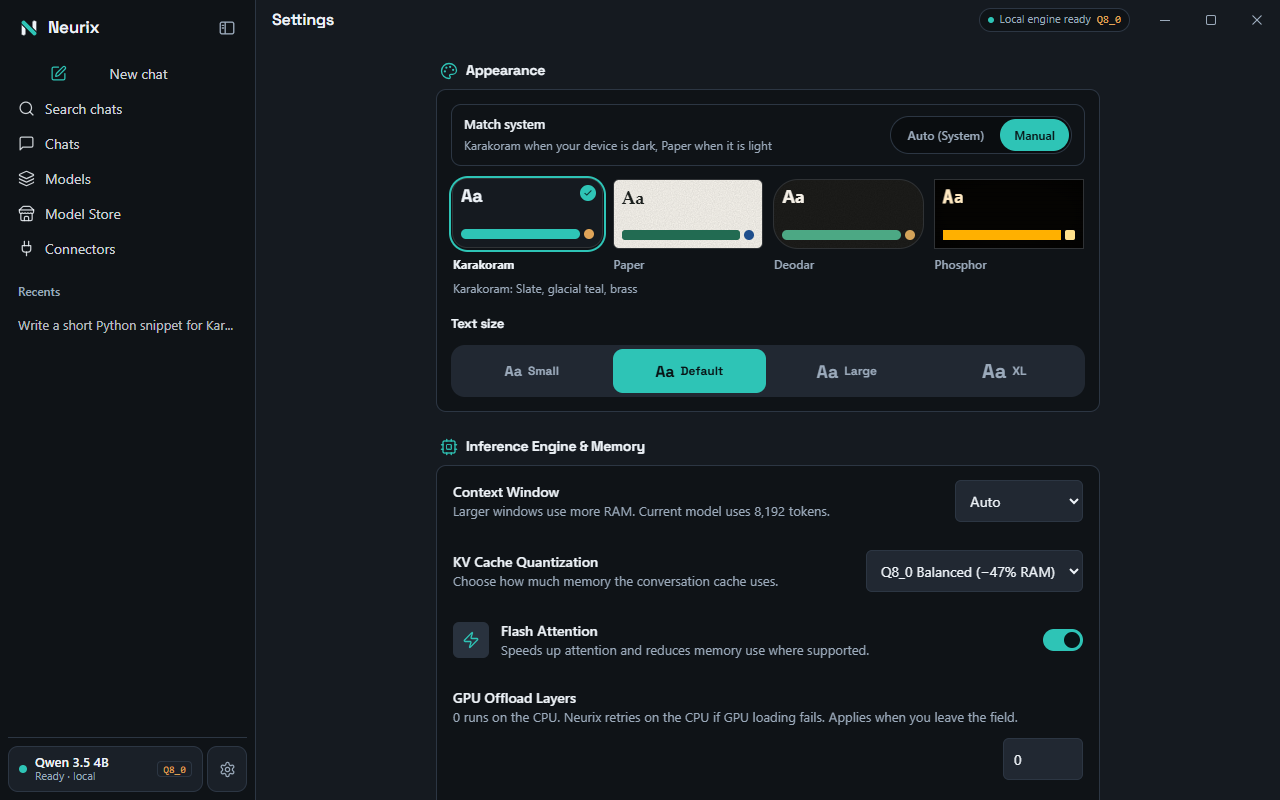 Neurix
Settings
Local engine ready Q8_0
New chat
Search chats
Chats
Models
Model Store
Connectors
Recents
Write a short Python snippet for Kar...
Qwen 3.5 4B
Ready · local
Q8_0
Appearance
Match system
Karakoram when your device is dark, Paper when it is light
Auto (System) Manual
Aa Aa Aa Aa
Karakoram Paper Deodar Phosphor
Karakoram: Slate, glacial teal, brass
Text size
Aa Small Aa Default Aa Large Aa XL
Inference Engine & Memory
Context Window
Larger windows use more RAM. Current model uses 8,192 tokens.
Auto
KV Cache Quantization
Choose how much memory the conversation cache uses.
Q8_0 Balanced (−47% RAM)
Flash Attention
Speeds up attention and reduces memory use where supported.
GPU Offload Layers
0 runs on the CPU. Neurix retries on the CPU if GPU loading fails. Applies when you leave the field.
0